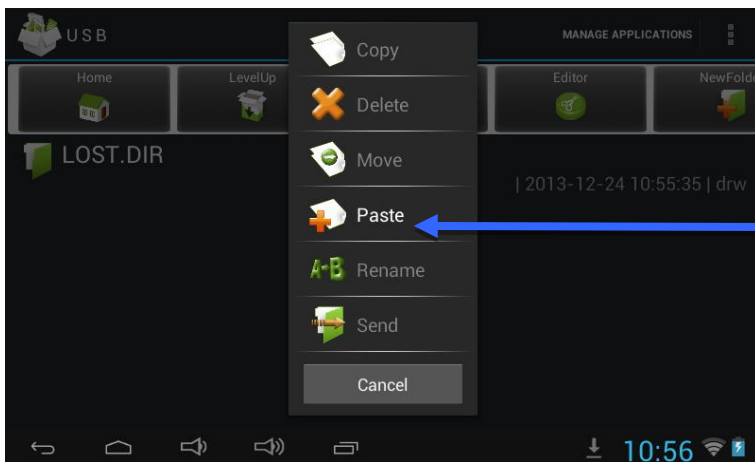 USB
MANAGE APPLICATIONS
Home
LevelUp
Editor
NewFolde
LOST.DIR
| 2013-12-24 10:55:35 | drw
Copy
Delete
Move
Paste
A-B Rename
Send
Cancel
10:56